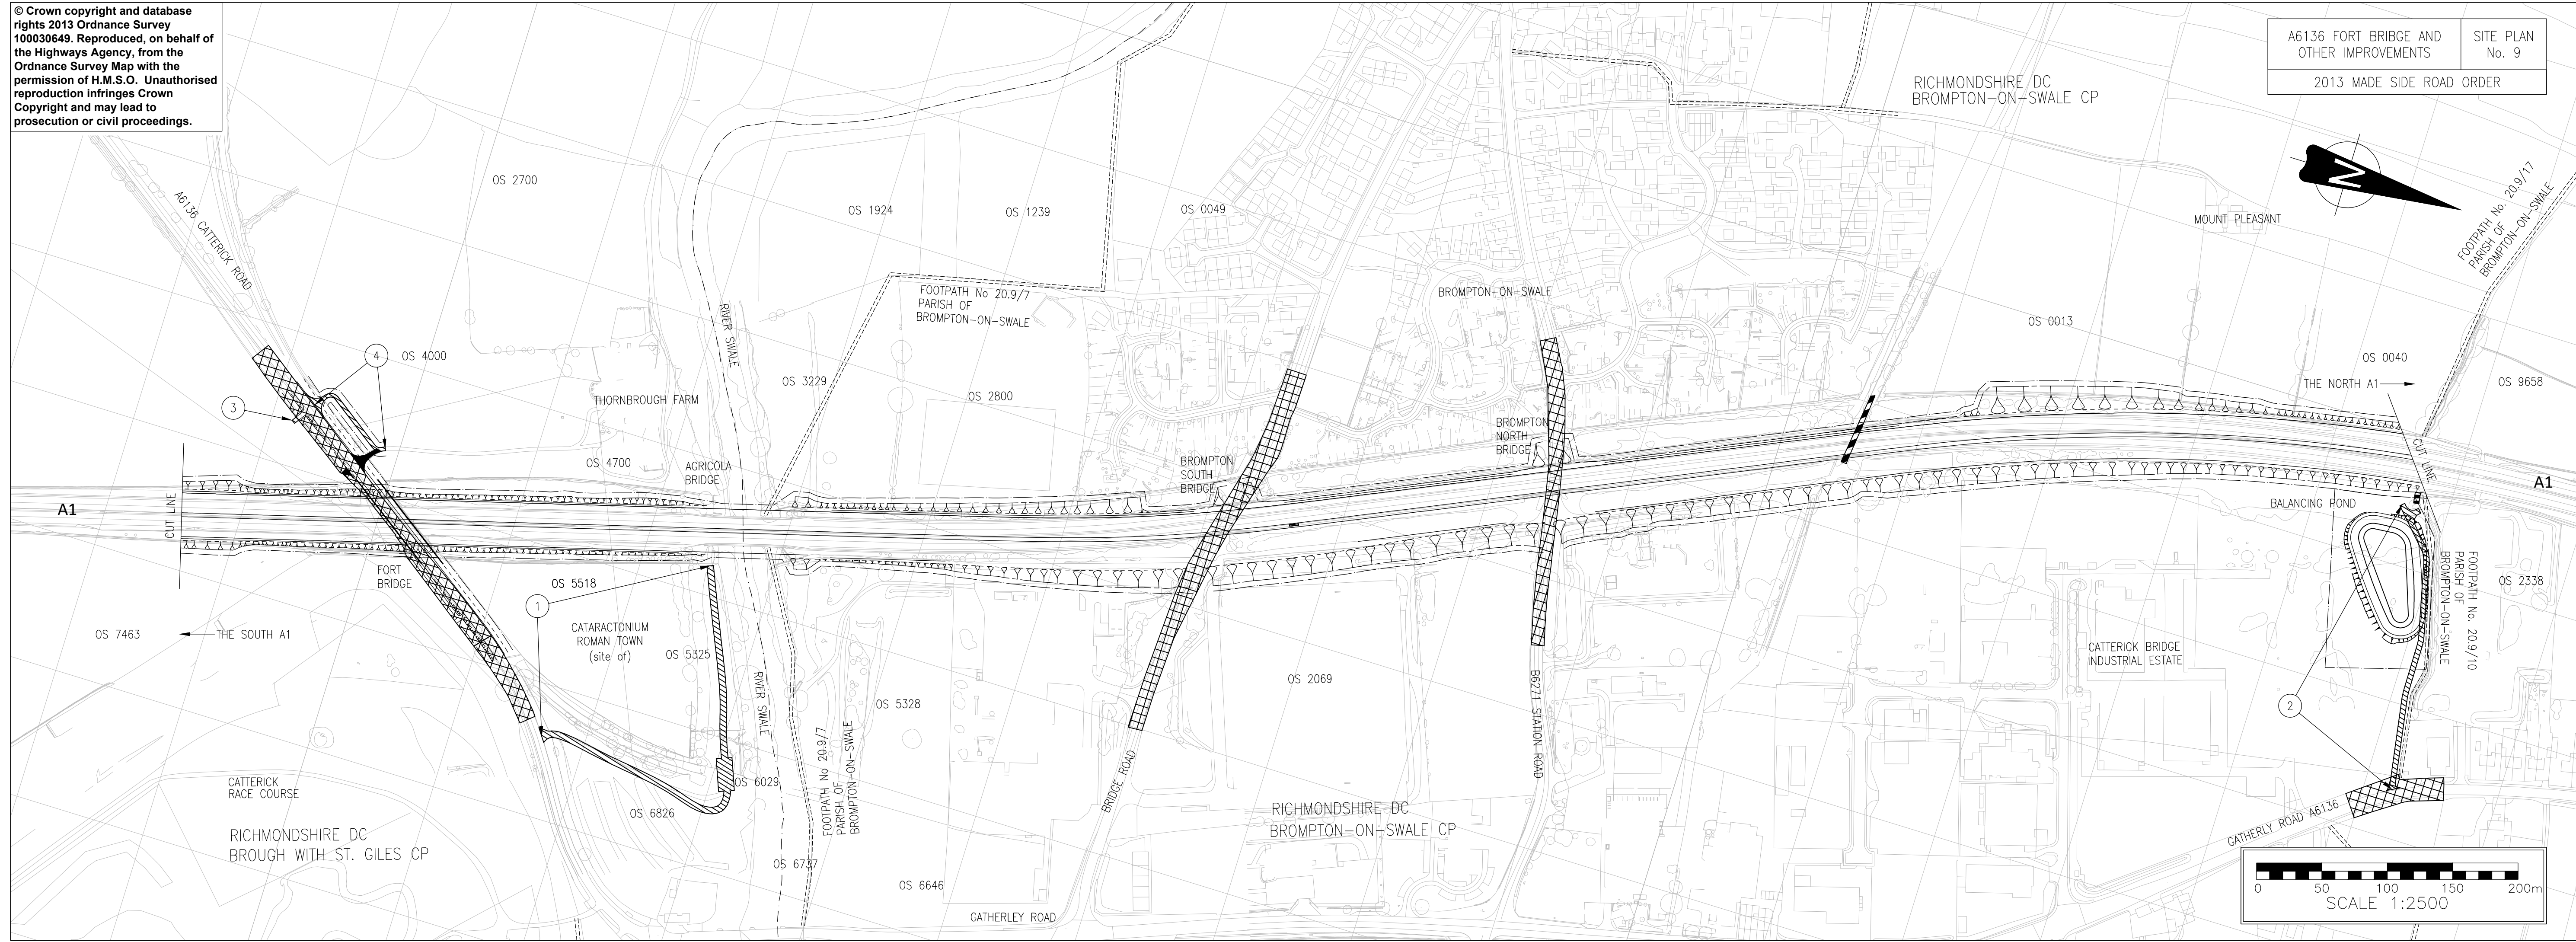 © Crown copyright and database
rights 2013 Ordnance Survey
100030649. Reproduced, on behalf of
the Highways Agency, from the
Ordnance Survey Map with the
permission of H.M.S.O. Unauthorised
reproduction infringes Crown
Copyright and may lead to
prosecution or civil proceedings.
A6136 FORT BRIDGE AND
OTHER IMPROVEMENTS
SITE PLAN
No. 9
2013 MADE SIDE ROAD ORDER
RICHMONDSHIRE DC
BROMPTON-ON-SWALE CP
N
FOOTPATH No. 20.9/17
PARISH OF
BROMPTON-ON-SWALE
MOUNT PLEASANT
OS 2700
A6136 CATTERICK ROAD
OS 1924
OS 1239
OS 0049
FOOTPATH No 20.9/7
PARISH OF
BROMPTON-ON-SWALE
BROMPTON-ON-SWALE
RIVER SWALE
OS 0013
OS 0040
THE NORTH A1
OS 9658
4
OS 4000
3
THORNBROUGH FARM
OS 3229
OS 2800
OS 4700
AGRICOLA
BRIDGE
BROMPTON
SOUTH
BRIDGE
BROMPTON
NORTH
BRIDGE
CUT LINE
A1
BALANCING POND
A1
CUT LINE
FORT
BRIDGE
OS 5518
1
CATARACTONIUM
ROMAN TOWN
(site of)
OS 5325
OS 7463
THE SOUTH A1
RIVER SWALE
FOOTPATH No 20.9/7
PARISH OF
BROMPTON-ON-SWALE
OS 5328
OS 2069
B6271 STATION ROAD
CATTERICK BRIDGE
INDUSTRIAL ESTATE
FOOTPATH No. 20.9/10
PARISH OF
BROMPTON-ON-SWALE
OS 2338
2
BRIDGE ROAD
CATTERICK
RACE COURSE
OS 6029
OS 6826
RICHMONDSHIRE DC
BROUGH WITH ST. GILES CP
RICHMONDSHIRE DC
BROMPTON-ON-SWALE CP
GATHERLY ROAD A6136
OS 6737
OS 6646
GATHERLEY ROAD
0 50 100 150 200m
SCALE 1:2500